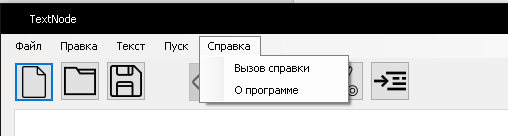 TextNode
Файл Правка Текст Пуск Справка
Вызов справки
О программе